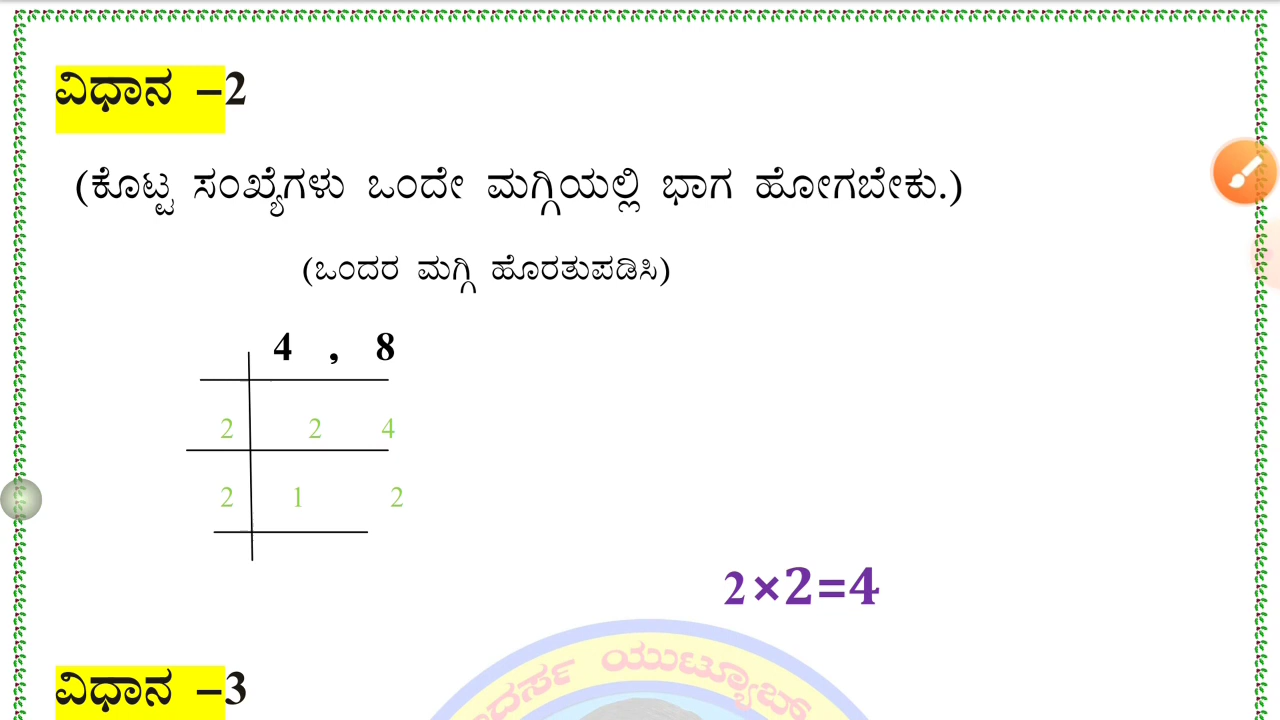 ವಿಧಾನ –2
(ಕೊಟ್ಟ ಸಂಖ್ಯೆಗಳು ಒಂದೇ ಮಗ್ಗಿಯಲ್ಲಿ ಭಾಗ ಹೋಗಬೇಕು.)
(ಒಂದರ ಮಗ್ಗಿ ಹೊರತುಪಡಿಸಿ)
4 , 8
2 2 4
2 1 2
2×2=4
ಯುಟ್ಯೂಬ್
ವಿಧಾನ –3